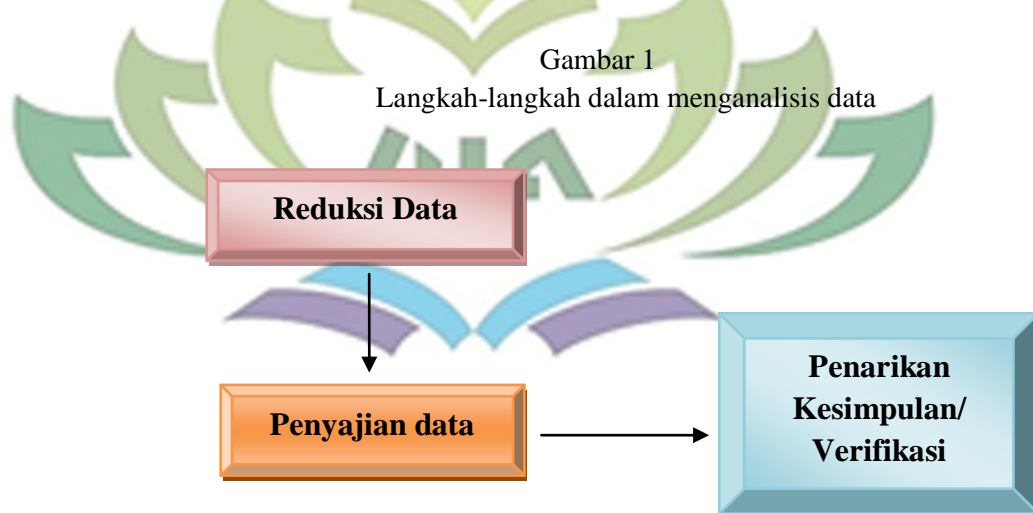 Gambar 1
Langkah-langkah dalam menganalisis data
Reduksi Data
Penyajian data
Penarikan
Kesimpulan/
Verifikasi